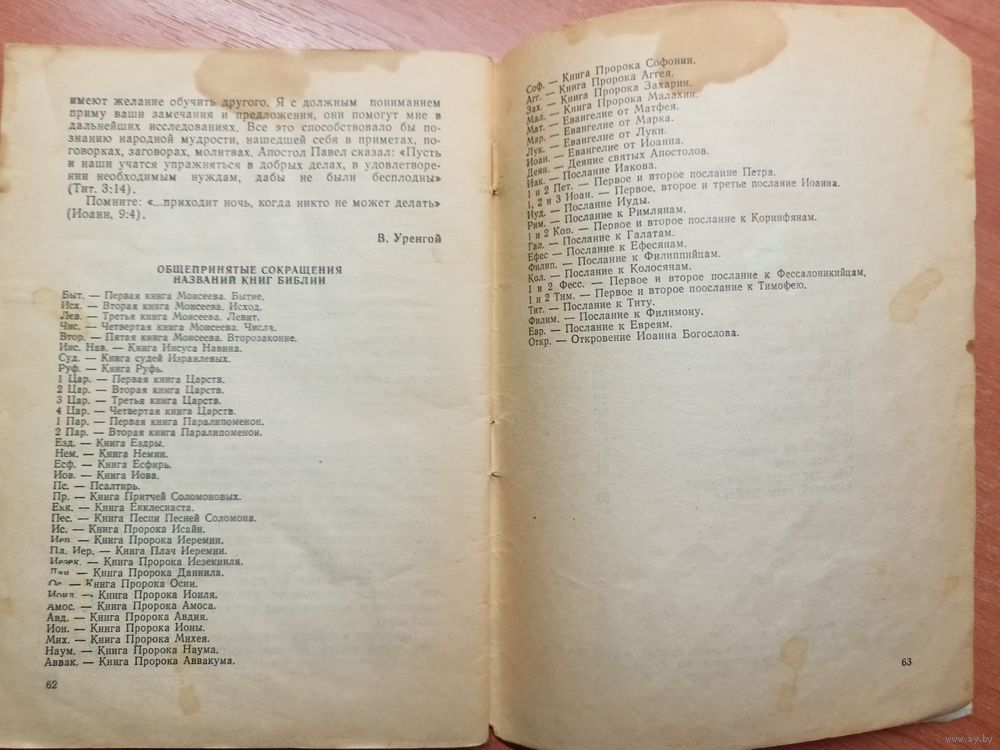 имеют желание обучить другого. Я с должным пониманием
приму ваши замечания и предложения, они помогут мне в
дальнейших исследованиях. Все это способствовало бы по-
знанию народной мудрости, нашедшей себя в приметах, по-
говорках, заговорах, молитвах. Апостол Павел сказал: «Пусть
и наши учатся упражняться в добрых делах, в удовлетворе-
нии необходимым нуждам, дабы не были бесплодны»
(Тит. 3:14).
Помните: «...приходит ночь, когда никто не может делать»
(Иоанн, 9:4).
В. Уренгой
ОБЩЕПРИНЯТЫЕ СОКРАЩЕНИЯ
НАЗВАНИЙ КНИГ БИБЛИИ
Быт. — Первая книга Моисеева. Бытие.
Исх. — Вторая книга Моисеева. Исход.
Лев. — Третья книга Моисеева. Левит.
Чис. — Четвертая книга Моисеева. Числа.
Втор. — Пятая книга Моисеева. Второзаконие.
Иис. Нав. — Книга Иисуса Навина.
Суд. — Книга судей Израилевых.
Руф. — Книга Руфь.
1 Цар. — Первая книга Царств.
2 Цар. — Вторая книга Царств.
3 Цар. — Третья книга Царств.
4 Цар. — Четвертая книга Царств.
1 Пар. — Первая книга Паралипоменон.
2 Пар. — Вторая книга Паралипоменон.
Езд. — Книга Ездры.
Нем. — Книга Немии.
Есф. — Книга Есфирь.
Иов. — Книга Иова.
Пс. — Псалтирь.
Пр. — Книга Притчей Соломоновых.
Екк. — Книга Екклесиаста.
Пес. — Книга Песни Песней Соломона.
Ис. — Книга Пророка Исайи.
Иер. — Книга Пророка Иеремии.
Пл. Иер. — Книга Плач Иеремии.
Иезек. — Книга Пророка Иезекииля.
Дан. — Книга Пророка Даниила.
Ос. — Книга Пророка Осии.
Иоил. — Книга Пророка Иоиля.
Амос. — Книга Пророка Амоса.
Авд. — Книга Пророка Авдия.
Ион. — Книга Пророка Ионы.
Мих. — Книга Пророка Михея.
Наум. — Книга Пророка Наума.
Аввак. — Книга Пророка Аввакума.
62
Соф. — Книга Пророка Софонии.
Агг. — Книга Пророка Аггея.
Зах. — Книга Пророка Захарии.
Мал. — Книга Пророка Малахии.
Мат. — Евангелие от Матфея.
Мар. — Евангелие от Марка.
Лук. — Евангелие от Луки.
Иоан. — Евангелие от Иоанна.
Деян. — Деяние святых Апостолов.
Иак. — Послание Иакова.
1 и 2 Пет. — Первое и второе послание Петра.
1, 2 и 3 Иоан. — Первое, второе и третье послание Иоанна.
Иуд. — Послание Иуды.
Рим. — Послание к Римлянам.
1 и 2 Кор. — Первое и второе послание к Коринфянам.
Гал. — Послание к Галатам.
Ефес — Послание к Ефесянам.
Филип. — Послание к Филиппийцам.
Кол. — Послание к Колосянам.
1 и 2 Фесс. — Первое и второе послание к Фессалоникийцам.
1 и 2 Тим. — Первое и второе поослание к Тимофею.
Тит. — Послание к Титу.
Филим. — Послание к Филимону.
Евр. — Послание к Евреям.
Откр. — Откровение Иоанна Богослова.
63
www.ay.by